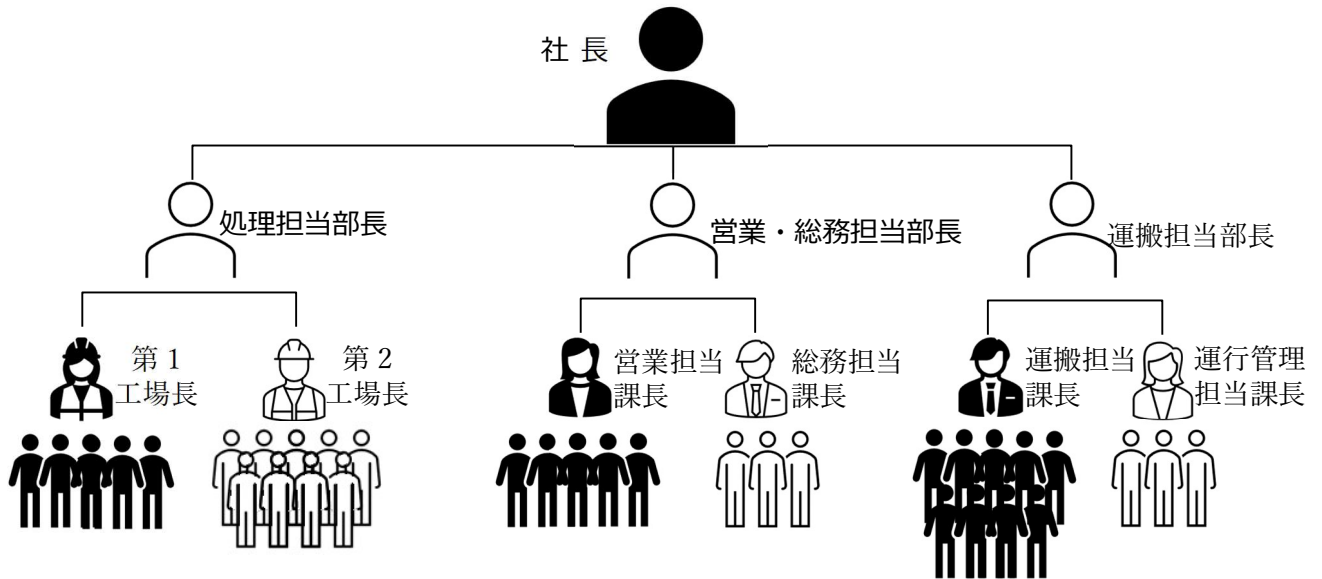 社 長
処理担当部長
営業・総務担当部長
運搬担当部長
第1
工場長
第2
工場長
営業担当
課長
総務担当
課長
運搬担当
課長
運行管理
担当課長